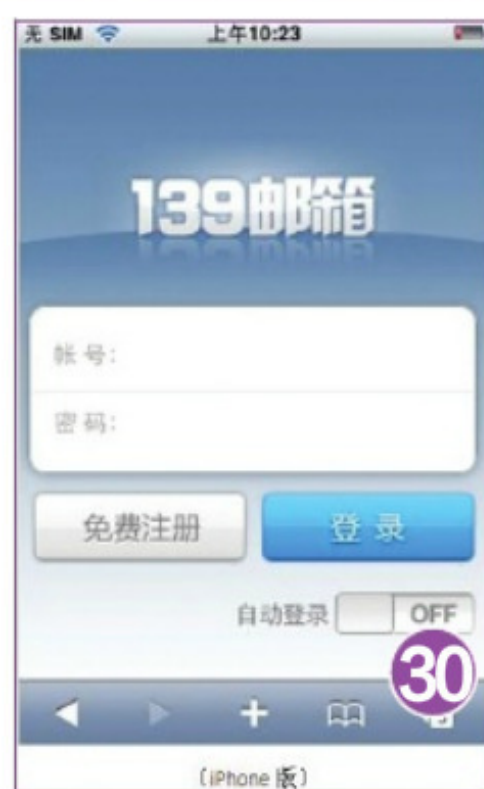 无 SIM 上午10:23
139邮箱
帐 号:
密 码:
免费注册 登 录
自动登录 OFF
30
(iPhone 版)